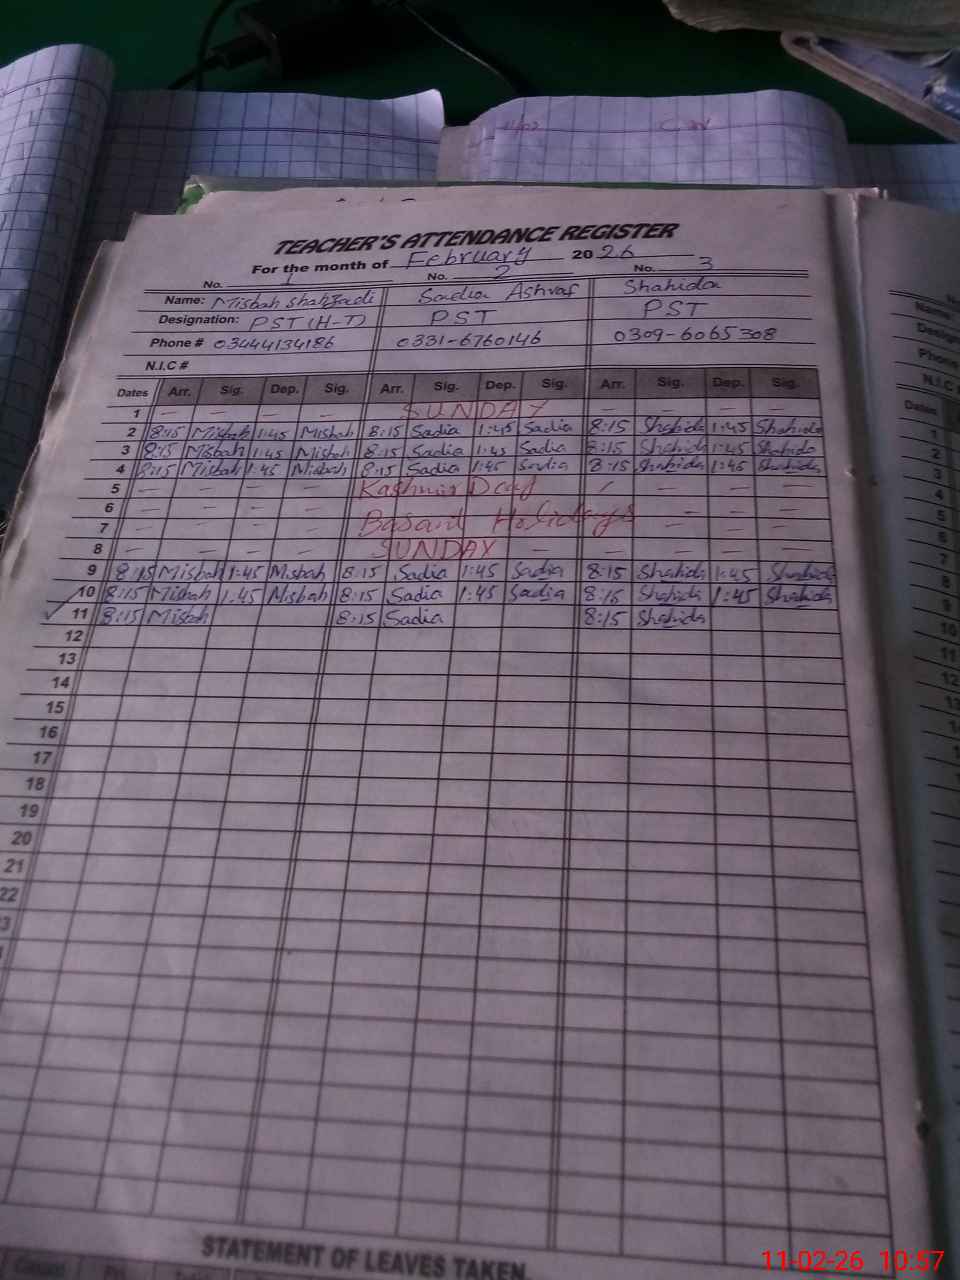 TEACHER'S ATTENDANCE REGISTER
For the month of February 2026
No. 1 No. 2 No. 3
Name: Misbah Shahzadi Sadia Ashraf Shahida
Designation: PST (H-T) PST PST
Phone # 03444134186 0331-6760146 0309-6065308
N.I.C #
Dates Arr. Sig. Dep. Sig. Arr. Sig. Dep. Sig. Arr. Sig. Dep. Sig.
1 — — — — SUNDAY — — — —
2 8:15 Misbah 1:45 Misbah 8:15 Sadia 1:45 Sadia 8:15 Shahida 1:45 Shahida
3 8:15 Misbah 1:45 Misbah 8:15 Sadia 1:45 Sadia 8:15 Shahida 1:45 Shahida
4 8:15 Misbah 1:45 Misbah 8:15 Sadia 1:45 Sadia 8:15 Shahida 1:45 Shahida
5 — — — — Kashmir Day — — — —
6 — — — —
7 — — — — Basant Holidays — — —
8 — — — — SUNDAY — — — — —
9 8:15 Misbah 1:45 Misbah 8:15 Sadia 1:45 Sadia 8:15 Shahida 1:45 Shahida
10 8:15 Misbah 1:45 Misbah 8:15 Sadia 1:45 Sadia 8:15 Shahida 1:45 Shahida
11 8:15 Misbah 8:15 Sadia 8:15 Shahida
12
13
14
15
16
17
18
19
20
21
22
STATEMENT OF LEAVES TAKEN.
11-02-26 10:57